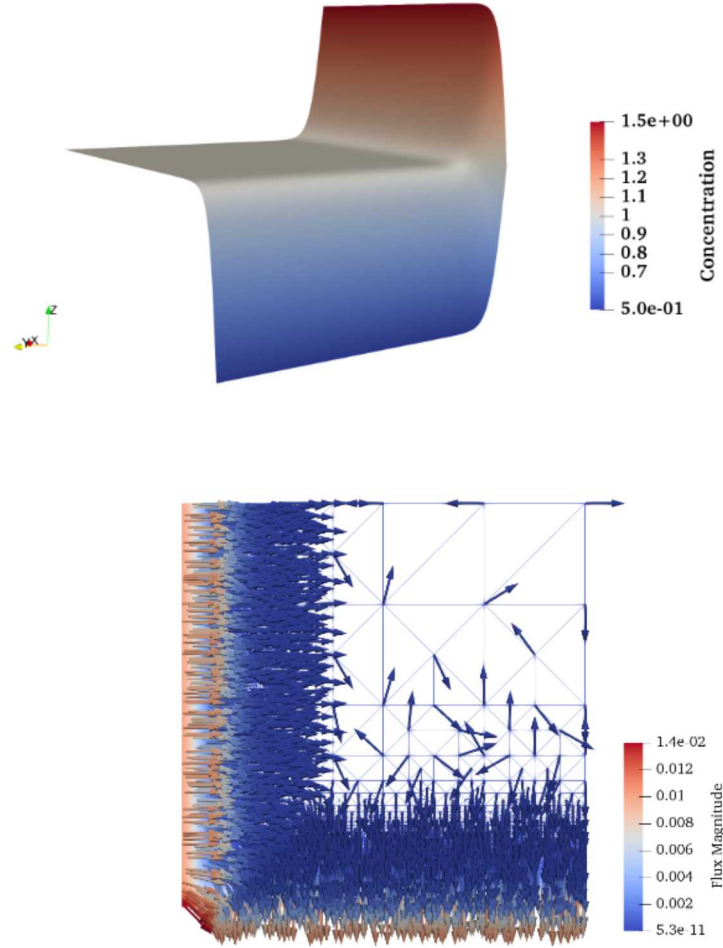 1.5e+00
1.3
1.2
1.1
1
0.9
0.8
0.7
5.0e-01
Concentration
Z
Y
X
1.4e-02
0.012
0.01
0.008
0.006
0.004
0.002
5.3e-11
Flux Magnitude